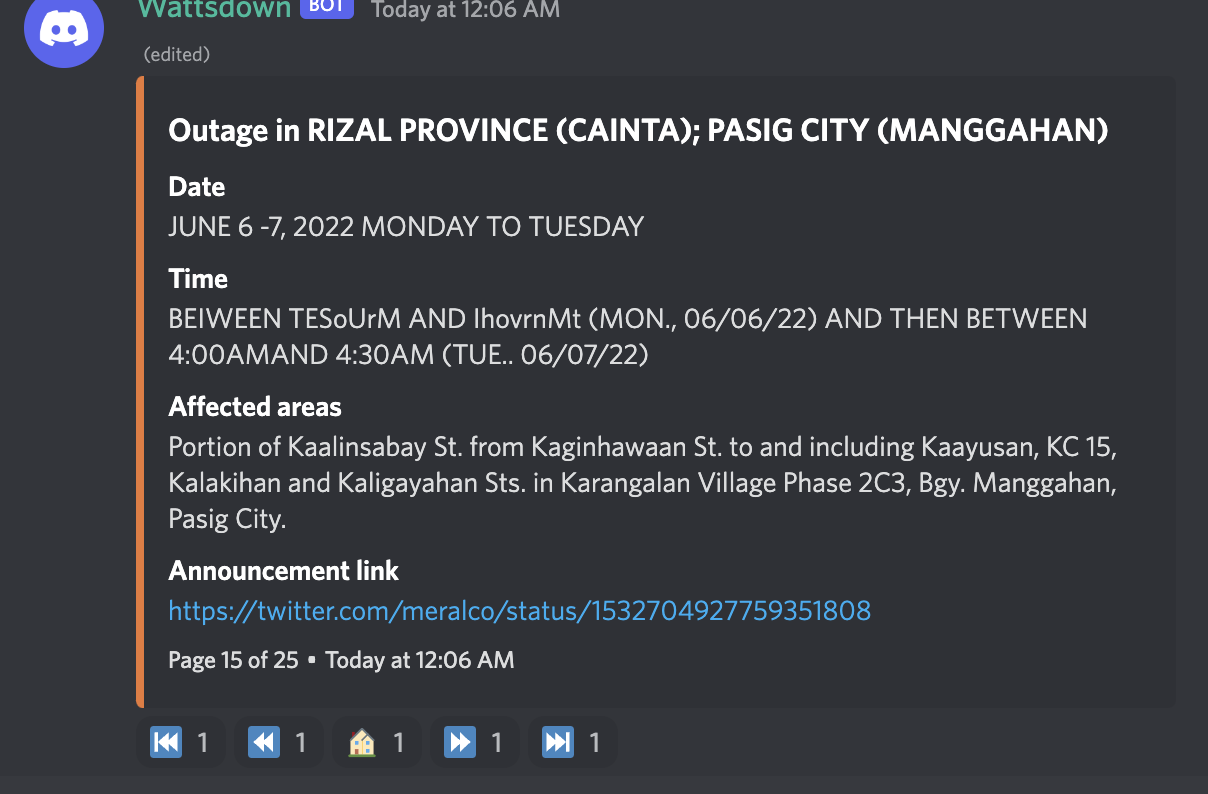 Wattsdown BOT Today at 12:06 AM
(edited)
Outage in RIZAL PROVINCE (CAINTA); PASIG CITY (MANGGAHAN)
Date
JUNE 6 -7, 2022 MONDAY TO TUESDAY
Time
BEIWEEN TESoUrM AND IhovrnMt (MON., 06/06/22) AND THEN BETWEEN
4:00AMAND 4:30AM (TUE.. 06/07/22)
Affected areas
Portion of Kaalinsabay St. from Kaginhawaan St. to and including Kaayusan, KC 15,
Kalakihan and Kaligayahan Sts. in Karangalan Village Phase 2C3, Bgy. Manggahan,
Pasig City.
Announcement link
https://twitter.com/meralco/status/1532704927759351808
Page 15 of 25 • Today at 12:06 AM
1 1 1 1 1